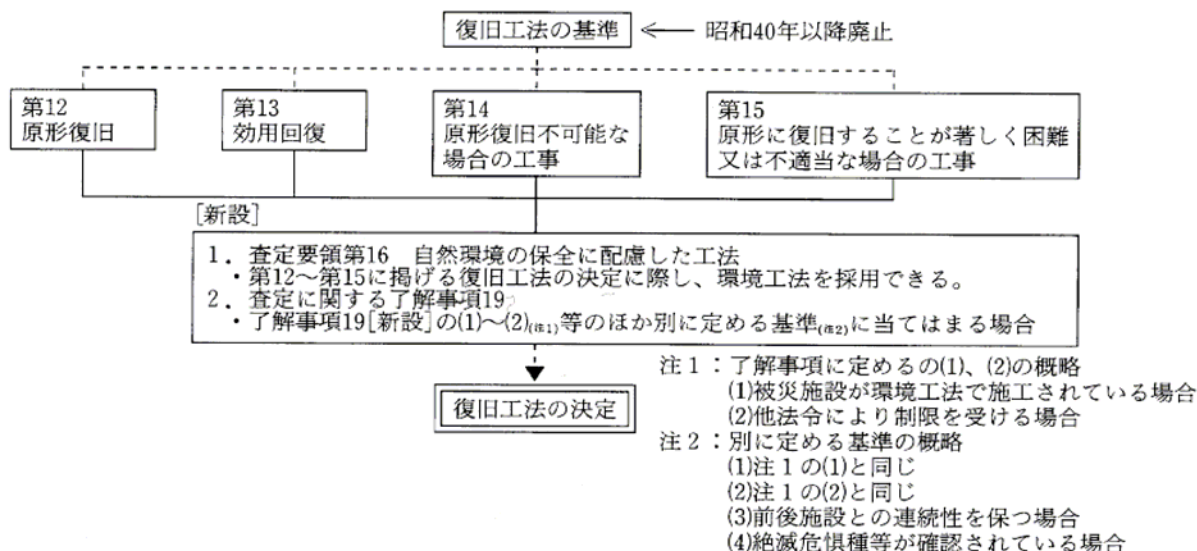 復旧工法の基準
昭和40年以降廃止
第12
原形復旧
第13
効用回復
第14
原形復旧不可能な
場合の工事
第15
原形に復旧することが著しく困難
又は不適当な場合の工事
[新設]
1．査定要領第16　自然環境の保全に配慮した工法
・第12～第15に掲げる復旧工法の決定に際し、環境工法を採用できる。
2．査定に関する了解事項19
・了解事項19[新設]の(1)～(2)(注1)等のほか別に定める基準(注2)に当てはまる場合
復旧工法の決定
注1：了解事項に定めるの(1)、(2)の概略
(1)被災施設が環境工法で施工されている場合
(2)他法令により制限を受ける場合
注2：別に定める基準の概略
(1)注1の(1)と同じ
(2)注1の(2)と同じ
(3)前後施設との連続性を保つ場合
(4)絶滅危惧種等が確認されている場合